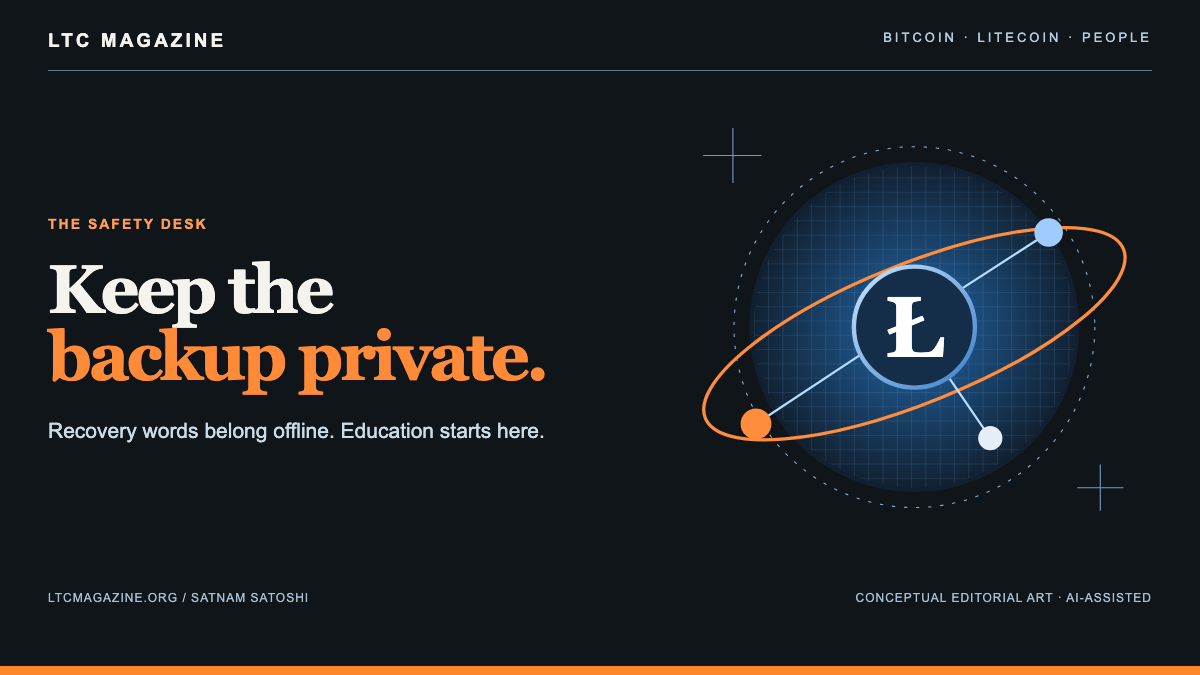 LTC MAGAZINE
BITCOIN · LITECOIN · PEOPLE
THE SAFETY DESK
Keep the
backup private.
Recovery words belong offline. Education starts here.
Ł
LTCMAGAZINE.ORG / SATNAM SATOSHI
CONCEPTUAL EDITORIAL ART · AI-ASSISTED